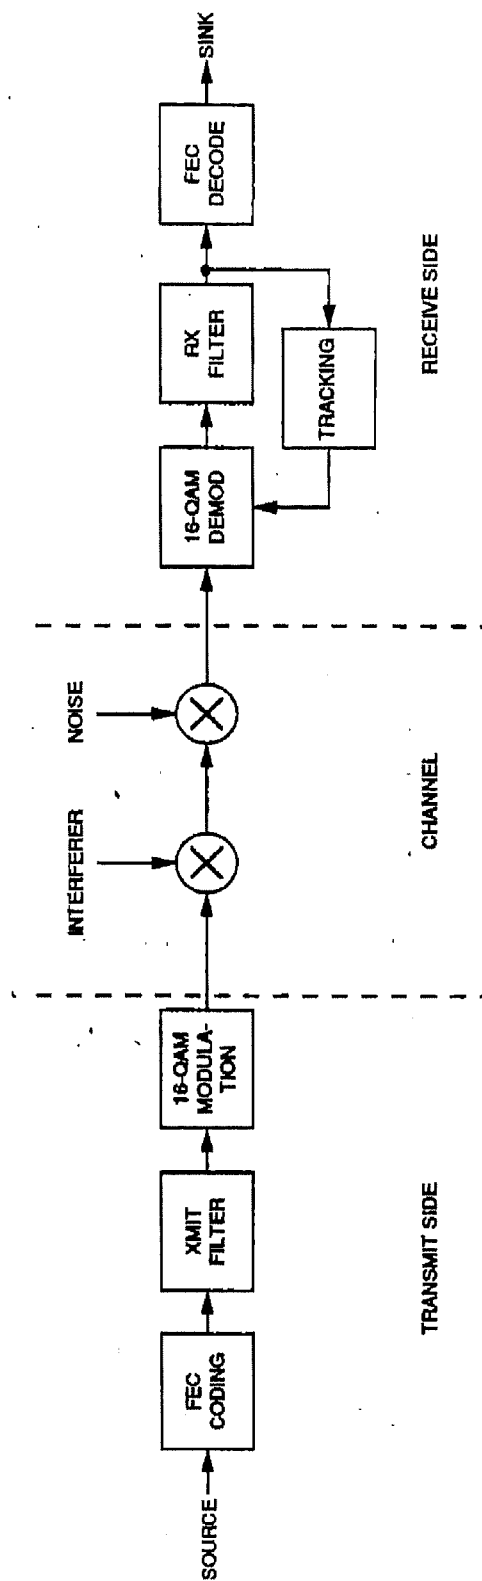 SOURCE
FEC
CODING
XMIT
FILTER
16-QAM
MODULA-
TION
TRANSMIT SIDE
INTERFERER
NOISE
CHANNEL
16-QAM
DEMOD
RX
FILTER
TRACKING
FEC
DECODE
SINK
RECEIVE SIDE